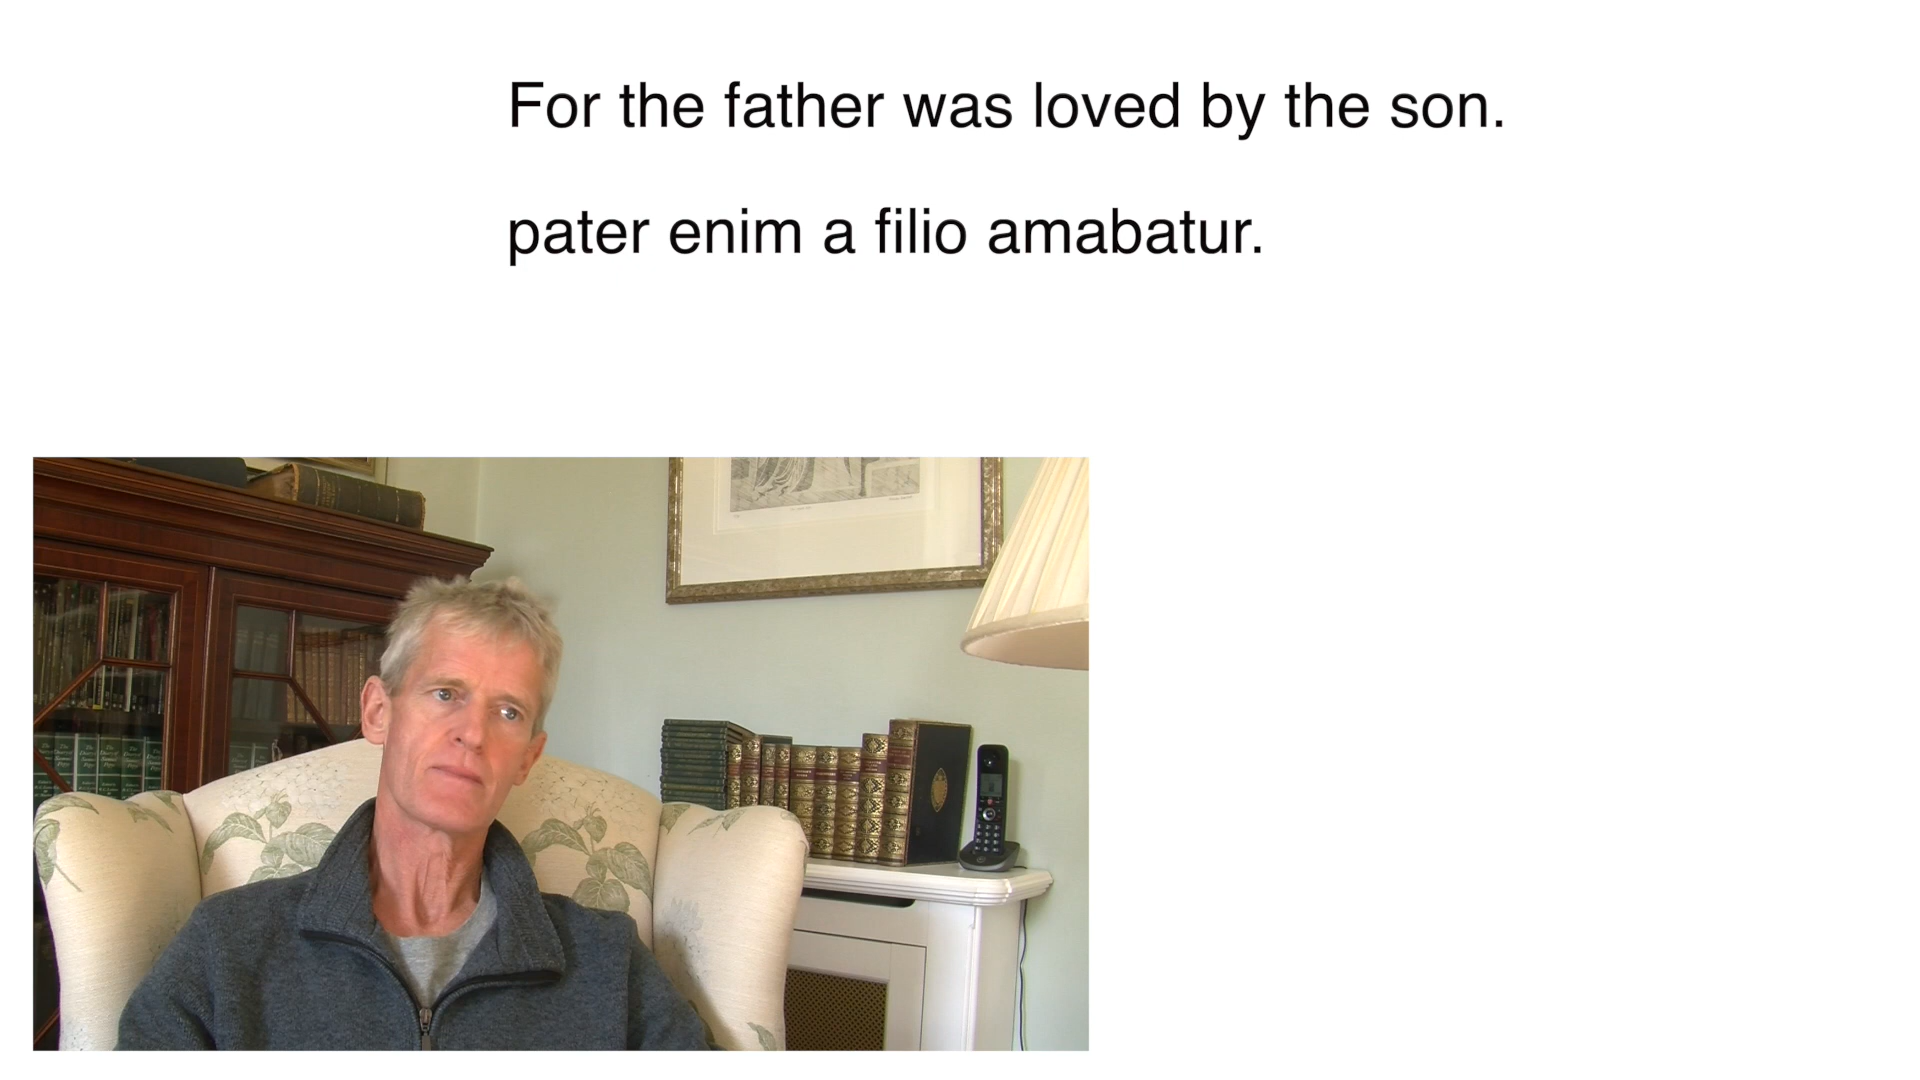 For the father was loved by the son.
pater enim a filio amabatur.